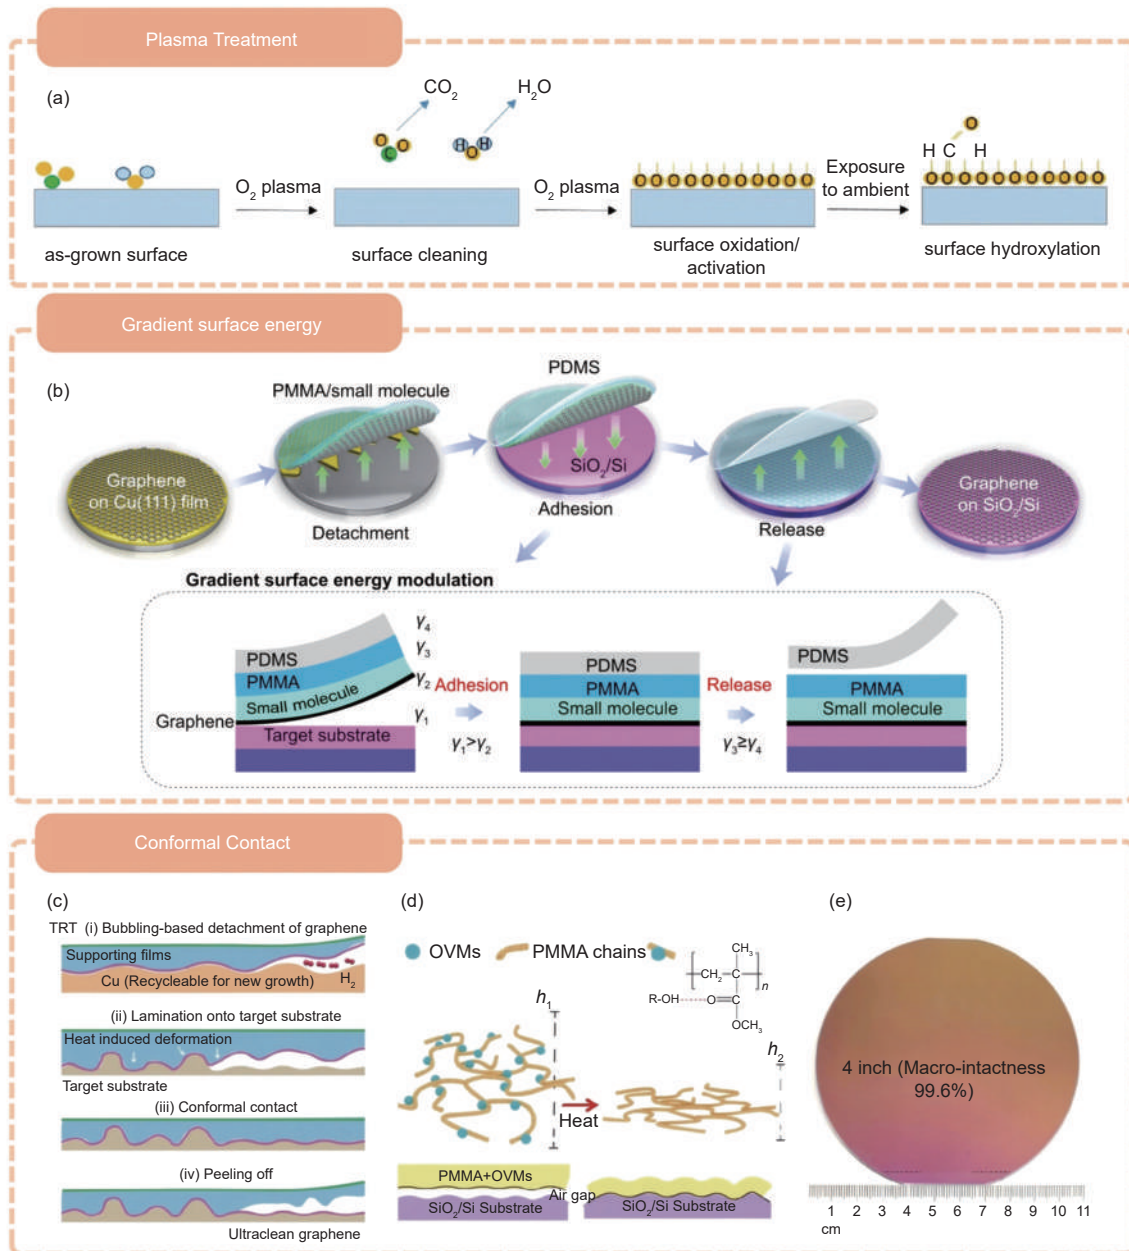 Plasma Treatment
(a)
CO2
H2O
O O
C
H H
O
O2 plasma
O2 plasma
O O O O O O O O O O O O
Exposure
to ambient
O
H C H
O O O O O O O O O O O O
as-grown surface
surface cleaning
surface oxidation/
activation
surface hydroxylation
Gradient surface energy
(b)
PMMA/small molecule
PDMS
Graphene
on Cu(111) film
SiO2/Si
Graphene
on SiO2/Si
Detachment
Adhesion
Release
Gradient surface energy modulation
γ4
γ3
γ2
γ1
PDMS
PMMA
Small molecule
Graphene
Target substrate
Adhesion
γ1>γ2
PDMS
PMMA
Small molecule
Release
γ3≥γ4
PDMS
PMMA
Small molecule
Conformal Contact
(c)
TRT (i) Bubbling-based detachment of graphene
Supporting films
Cu (Recycleable for new growth)
H2
(ii) Lamination onto target substrate
Heat induced deformation
Target substrate
(iii) Conformal contact
(iv) Peeling off
Ultraclean graphene
(d)
OVMs
PMMA chains
CH3
CH2 C
n
R-OH O=C
OCH3
h1
h2
Heat
PMMA+OVMs
Air gap
SiO2/Si Substrate
SiO2/Si Substrate
(e)
4 inch (Macro-intactness
99.6%)
1 2 3 4 5 6 7 8 9 10 11
cm